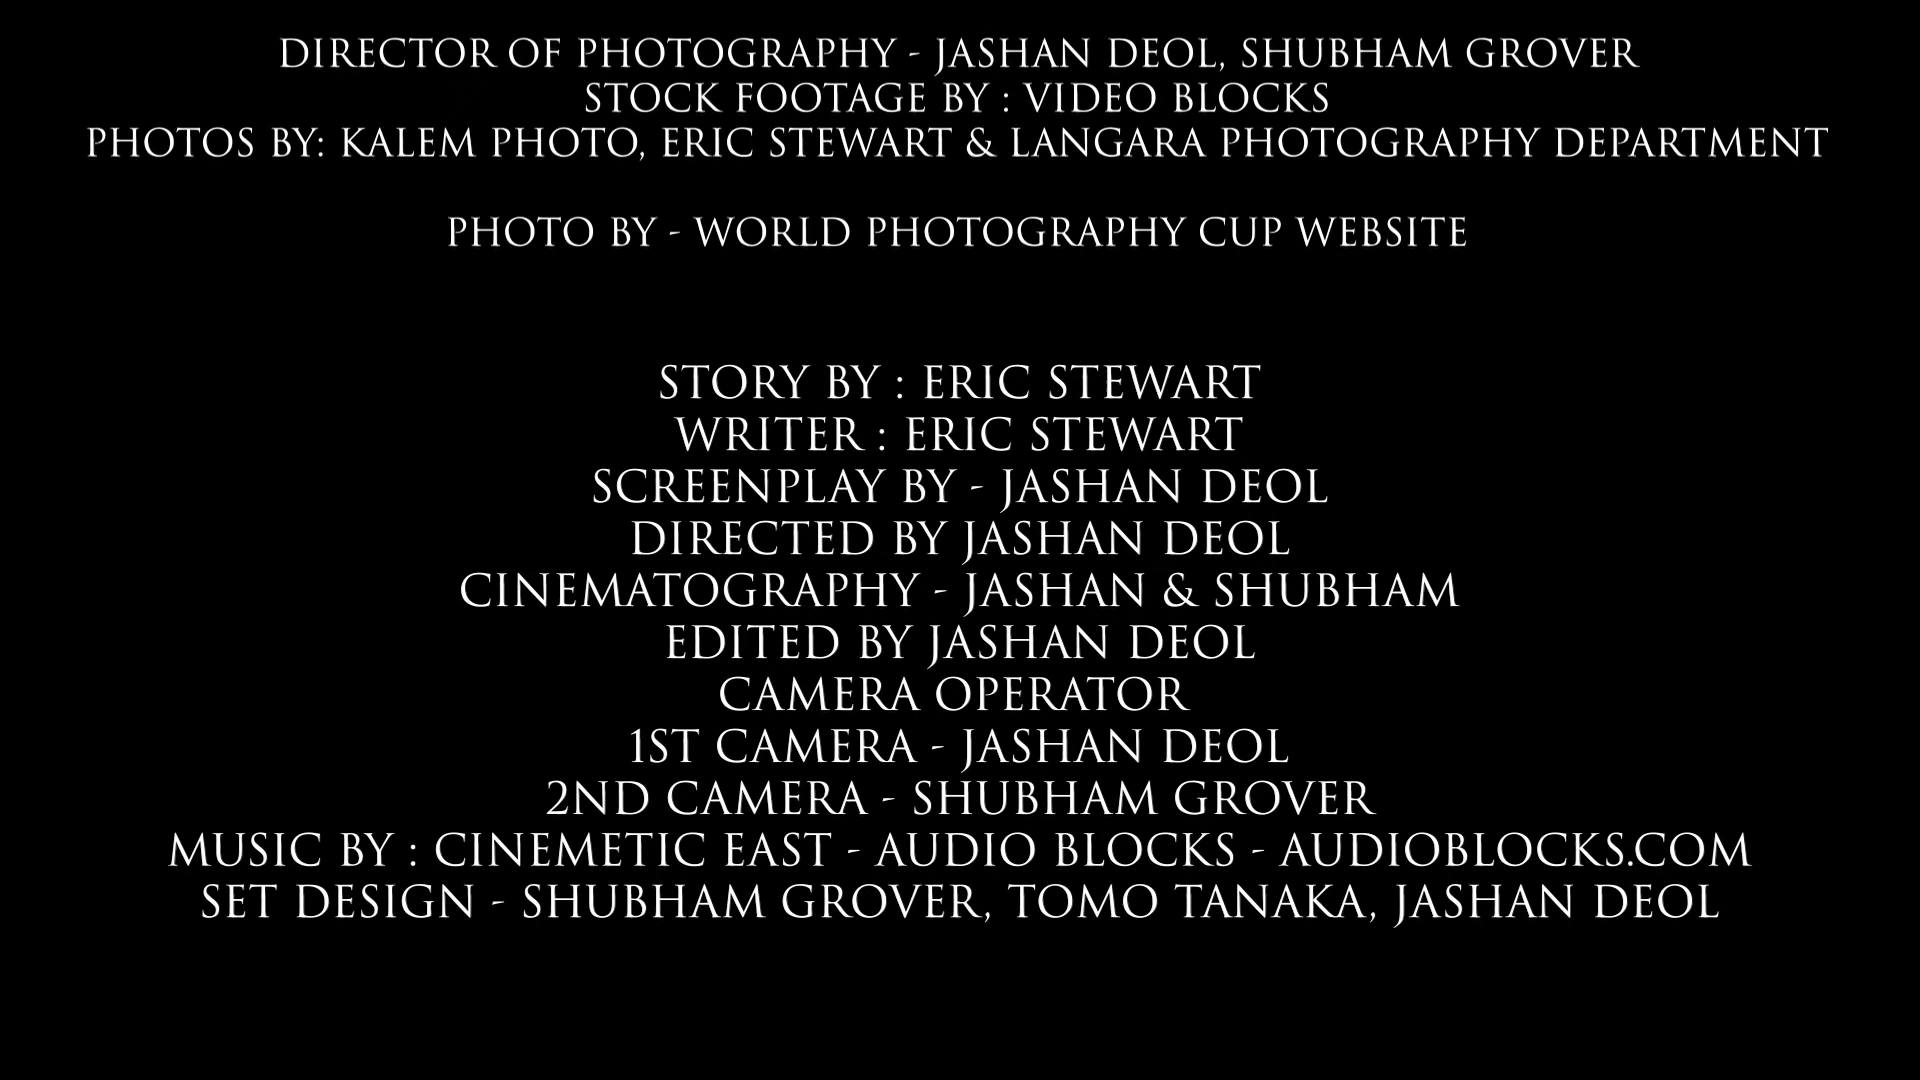 DIRECTOR OF PHOTOGRAPHY - JASHAN DEOL, SHUBHAM GROVER
STOCK FOOTAGE BY : VIDEO BLOCKS
PHOTOS BY: KALEM PHOTO, ERIC STEWART & LANGARA PHOTOGRAPHY DEPARTMENT
PHOTO BY - WORLD PHOTOGRAPHY CUP WEBSITE
STORY BY : ERIC STEWART
WRITER : ERIC STEWART
SCREENPLAY BY - JASHAN DEOL
DIRECTED BY JASHAN DEOL
CINEMATOGRAPHY - JASHAN & SHUBHAM
EDITED BY JASHAN DEOL
CAMERA OPERATOR
1ST CAMERA - JASHAN DEOL
2ND CAMERA - SHUBHAM GROVER
MUSIC BY : CINEMETIC EAST - AUDIO BLOCKS - AUDIOBLOCKS.COM
SET DESIGN - SHUBHAM GROVER, TOMO TANAKA, JASHAN DEOL